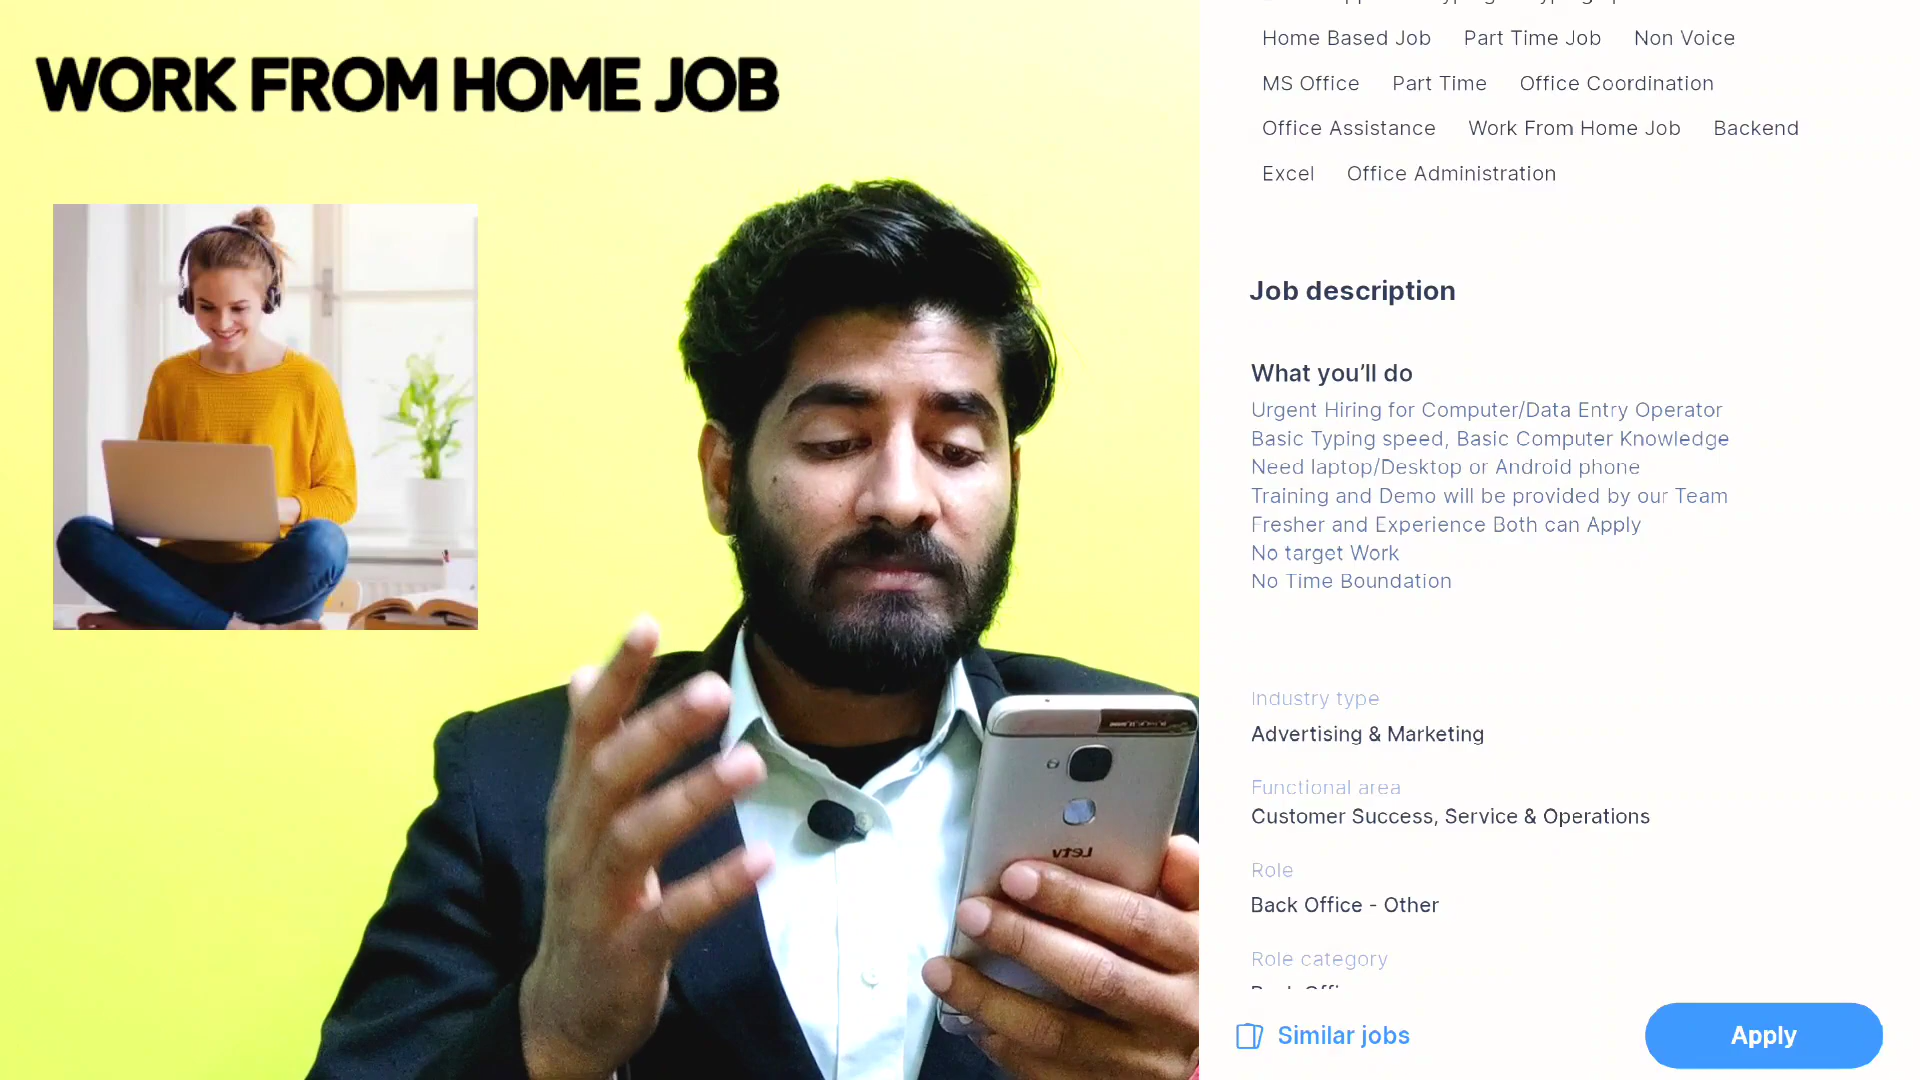 WORK FROM HOME JOB
Home Based Job Part Time Job Non Voice
MS Office Part Time Office Coordination
Office Assistance Work From Home Job Backend
Excel Office Administration
Job description
What you’ll do
Urgent Hiring for Computer/Data Entry Operator
Basic Typing speed, Basic Computer Knowledge
Need laptop/Desktop or Android phone
Training and Demo will be provided by our Team
Fresher and Experience Both can Apply
No target Work
No Time Boundation
Industry type
Advertising & Marketing
Functional area
Customer Success, Service & Operations
Role
Back Office - Other
Role category
Similar jobs
Apply
Letv